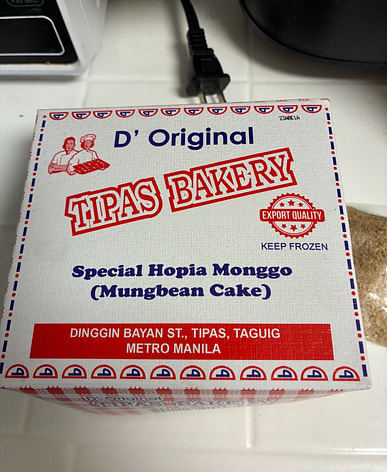 D' Original
TIPAS BAKERY
EXPORT QUALITY
KEEP FROZEN
Special Hopia Monggo
(Mungbean Cake)
DINGGIN BAYAN ST., TIPAS, TAGUIG
METRO MANILA